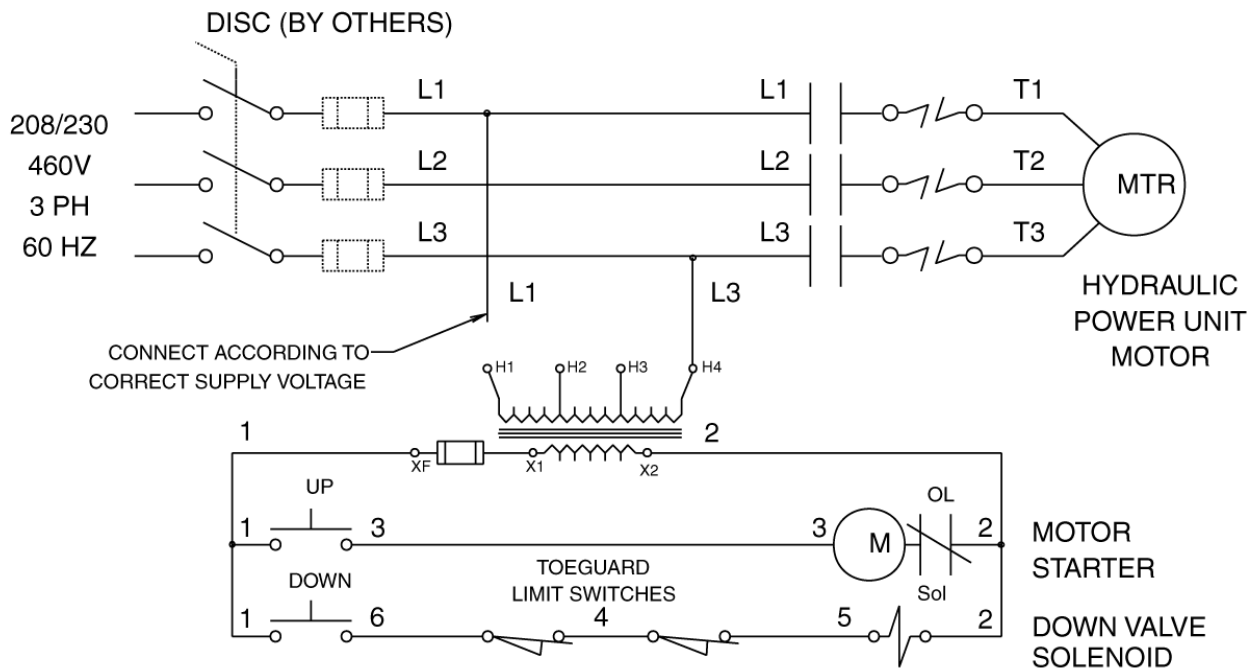 DISC (BY OTHERS)
208/230
460V
3 PH
60 HZ
L1
L1
T1
L2
L2
T2
L3
L3
T3
MTR
L1
L3
HYDRAULIC
POWER UNIT
MOTOR
CONNECT ACCORDING TO
CORRECT SUPPLY VOLTAGE
H1
H2
H3
H4
1
2
XF
X1
X2
UP
OL
1
3
3
M
2
MOTOR
STARTER
TOEGUARD
LIMIT SWITCHES
DOWN
Sol
1
6
4
5
2
DOWN VALVE
SOLENOID